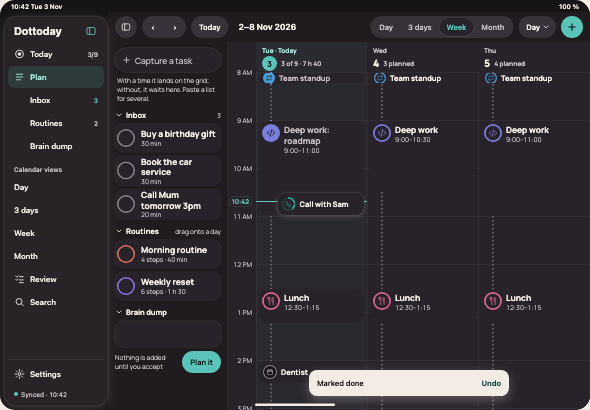 10:42 Tue 3 Nov
100 %
Dottoday
Today 3/9
Plan
Inbox 3
Routines 2
Brain dump
Calendar views
Day
3 days
Week
Month
Review
Search
Settings
Synced · 10:42
Today
2–8 Nov 2026
Day
3 days
Week
Month
Day
Capture a task
With a time it lands on the grid;
without, it waits here. Paste a list
for several.
Inbox 3
Buy a birthday gift
30 min
Book the car
service
30 min
Call Mum
tomorrow 3pm
20 min
Routines drag onto a day
Morning routine
4 steps · 40 min
Weekly reset
6 steps · 1 h 30
Brain dump
Nothing is added
until you accept
Plan it
Tue · Today
3 3 of 9 · 7 h 40
Wed
4 3 planned
Thu
5 4 planned
8 AM
9 AM
10 AM
10:42
11 AM
12 PM
1 PM
2 PM
3 PM
Team standup
Deep work:
roadmap
9:00–11:00
Call with Sam
Lunch
12:30–1:15
Dentist
Team standup
Deep work
9:00–10:30
Lunch
12:30–1:15
Team standup
Deep work
9:00–11:00
Lunch
12:30–1:15
Marked done
Undo